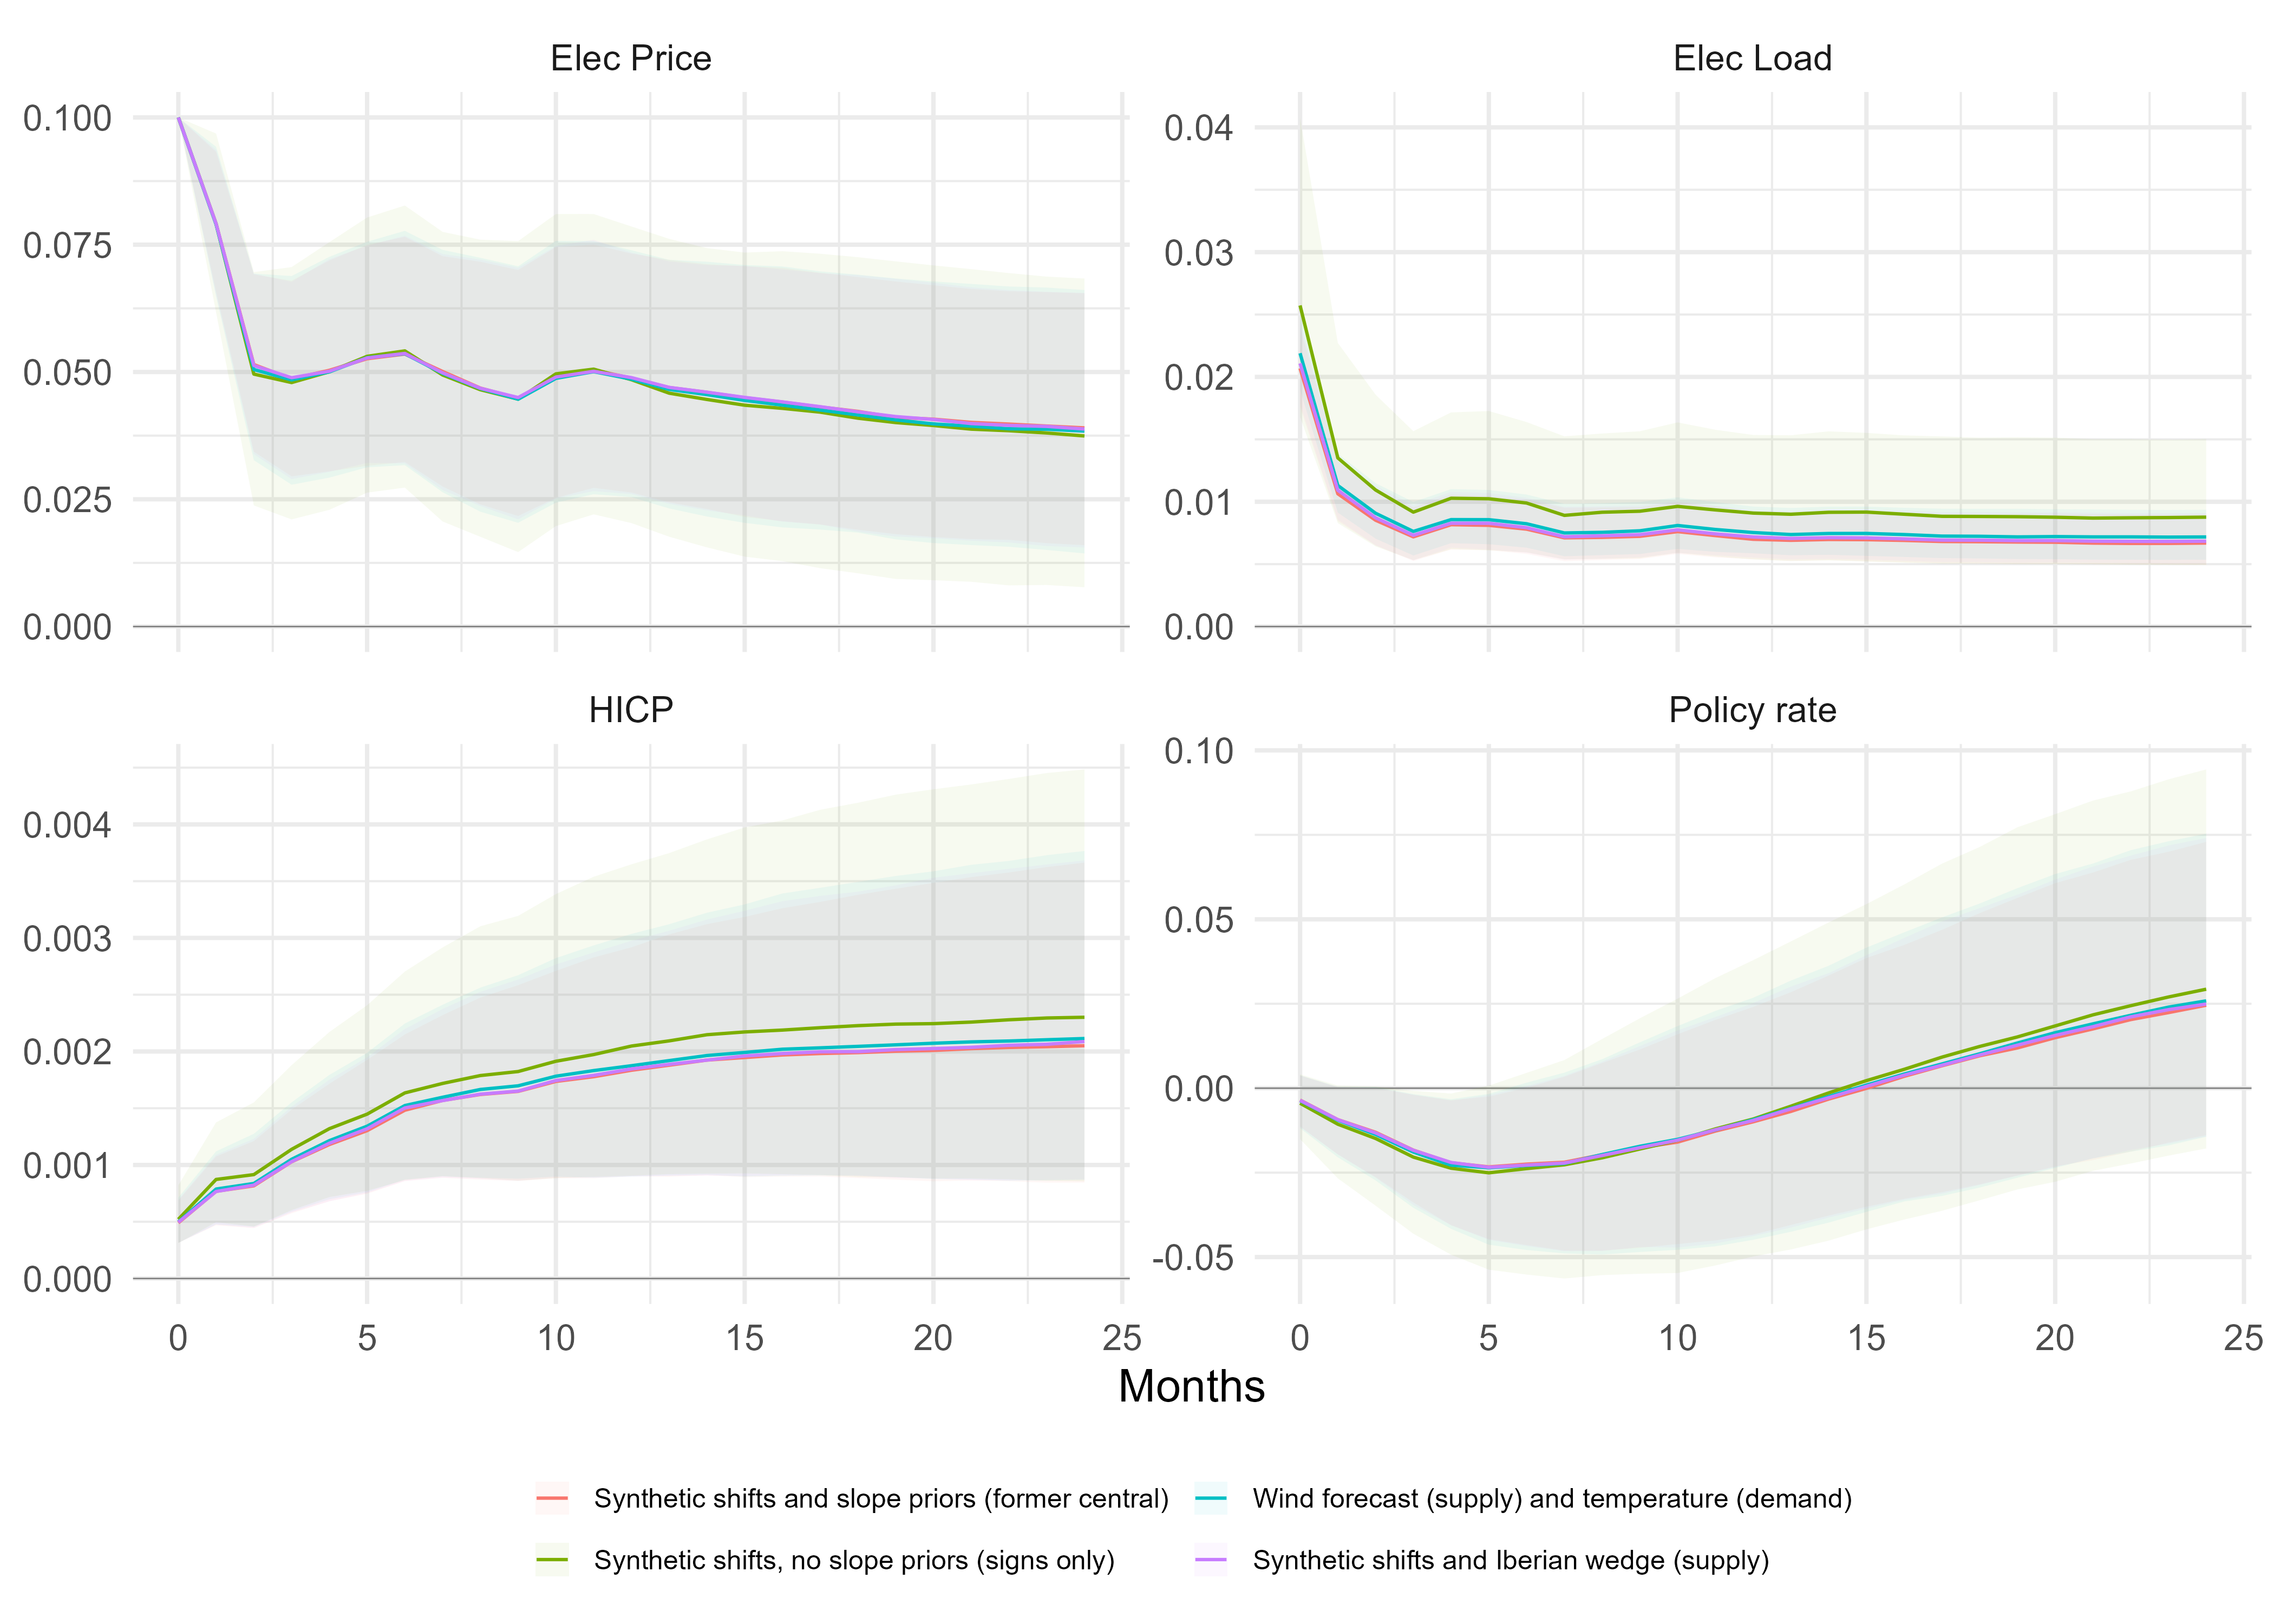 Elec Price
Elec Load
0.100
0.075
0.050
0.025
0.000
0.04
0.03
0.02
0.01
0.00
HICP
Policy rate
0.004
0.003
0.002
0.001
0.000
0.10
0.05
0.00
-0.05
0 5 10 15 20 25
0 5 10 15 20 25
Months
Synthetic shifts and slope priors (former central)
Wind forecast (supply) and temperature (demand)
Synthetic shifts, no slope priors (signs only)
Synthetic shifts and Iberian wedge (supply)